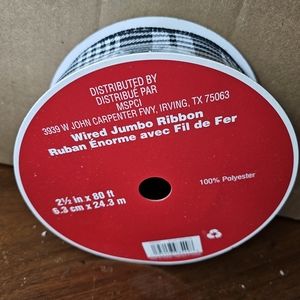 DISTRIBUTED BY
DISTRIBUÉ PAR
MSPCI
3939 W JOHN CARPENTER FWY, IRVING, TX 75063
Wired Jumbo Ribbon
Ruban Énorme avec Fil de Fer
2½ in x 80 ft
6.3 cm x 24.3 m
100% Polyester